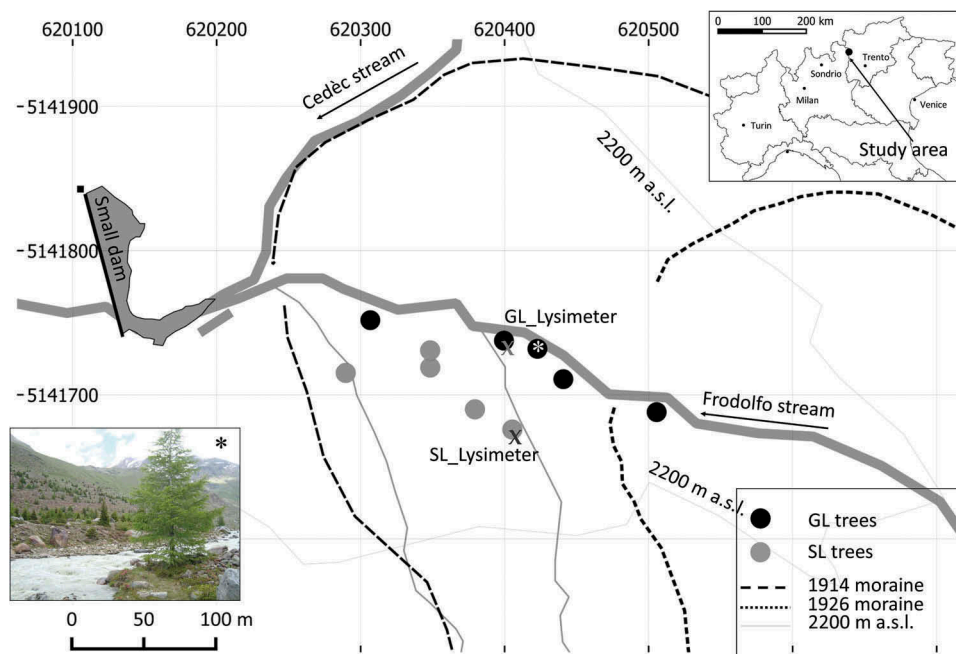 620100 620200 620300 620400 620500
0 100 200 km
Trento
Sondrio
Milan
Venice
Turin
Study area
5141900
Cedèc stream
2200 m a.s.l.
Small dam
5141800
GL_Lysimeter
*
5141700
Frodolfo stream
SL_Lysimeter
*
2200 m a.s.l.
GL trees
SL trees
1914 moraine
1926 moraine
2200 m a.s.l.
0 50 100 m